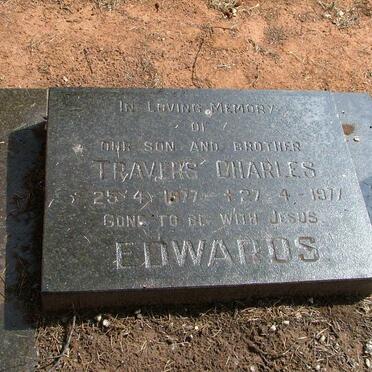 IN LOVING MEMORY
OF
OUR SON AND BROTHER
TRAVERS CHARLES
* 25 · 4 · 1977 - † 27 · 4 - 1977
GONE TO BE WITH JESUS
EDWARDS